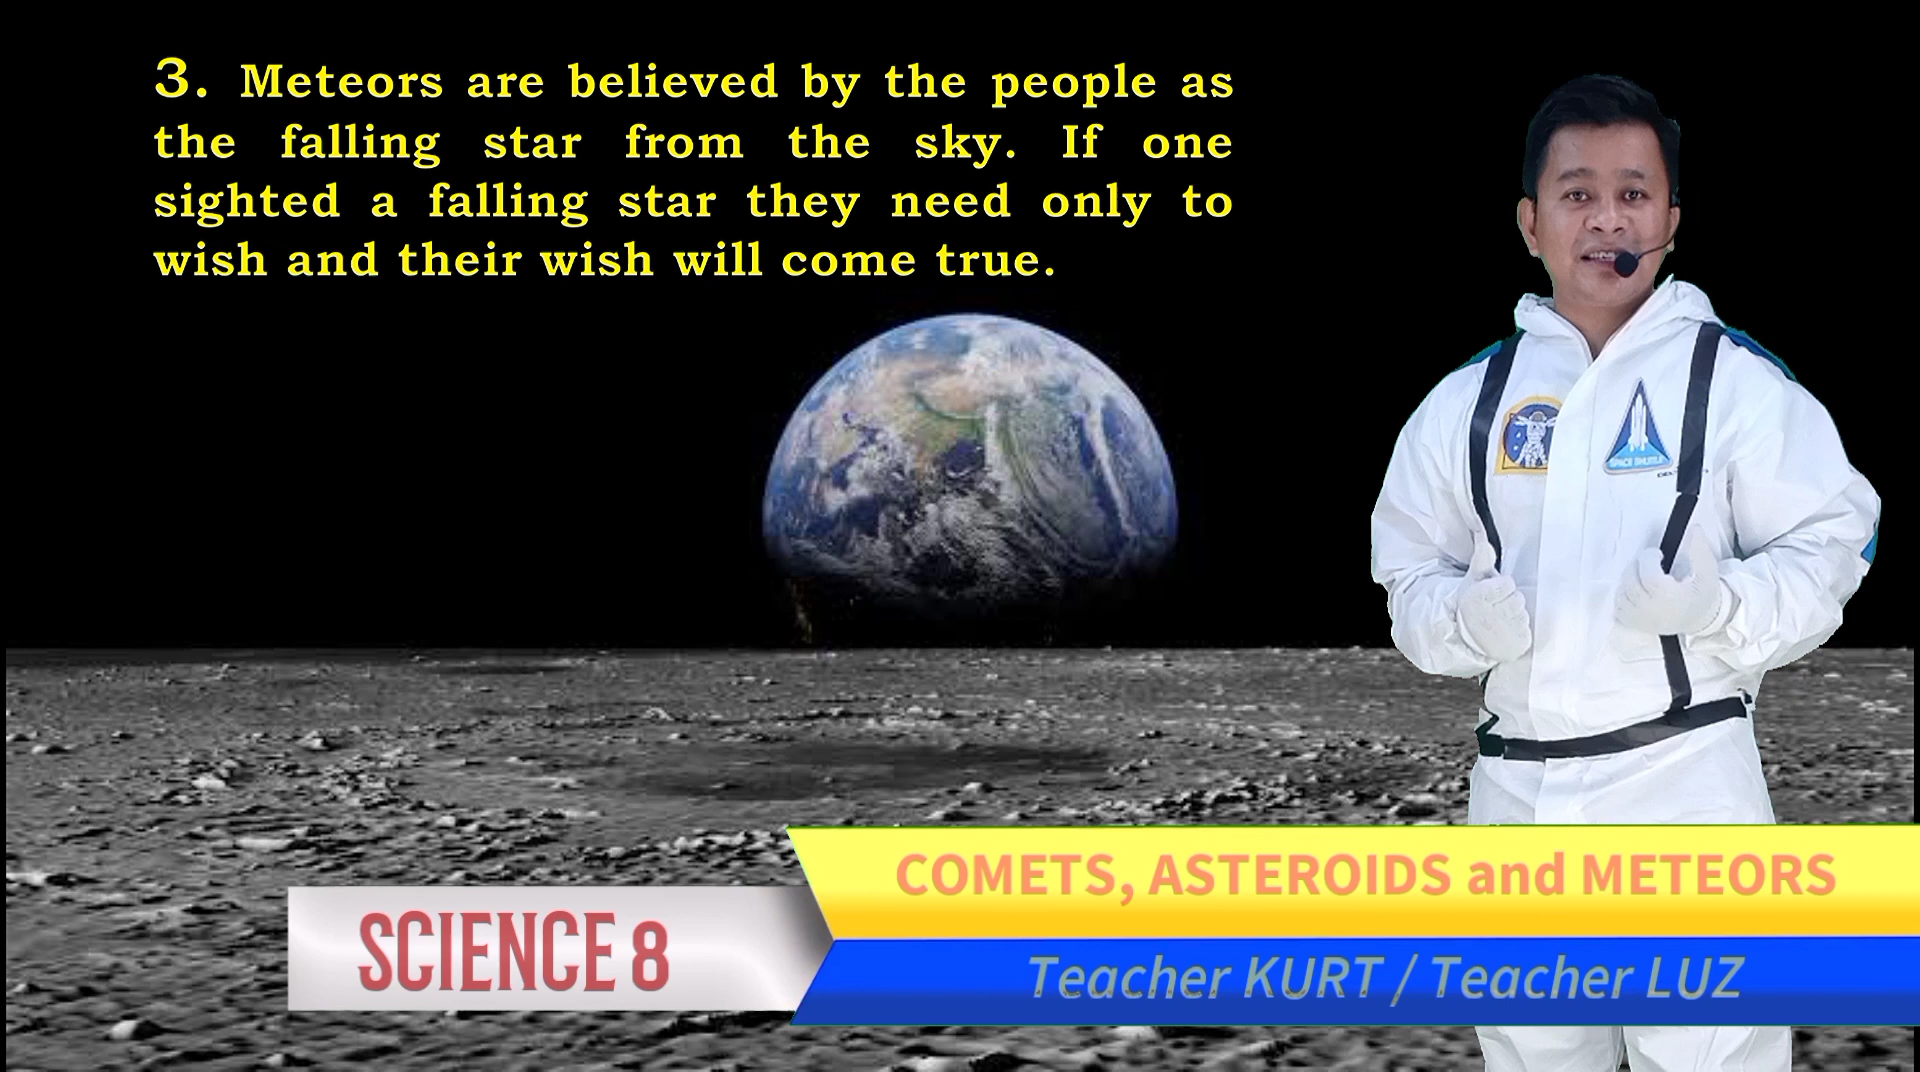 3. Meteors are believed by the people as
the falling star from the sky. If one
sighted a falling star they need only to
wish and their wish will come true.
SPACE SHUTTLE
COMETS, ASTEROIDS and METEORS
SCIENCE 8
Teacher KURT / Teacher LUZ